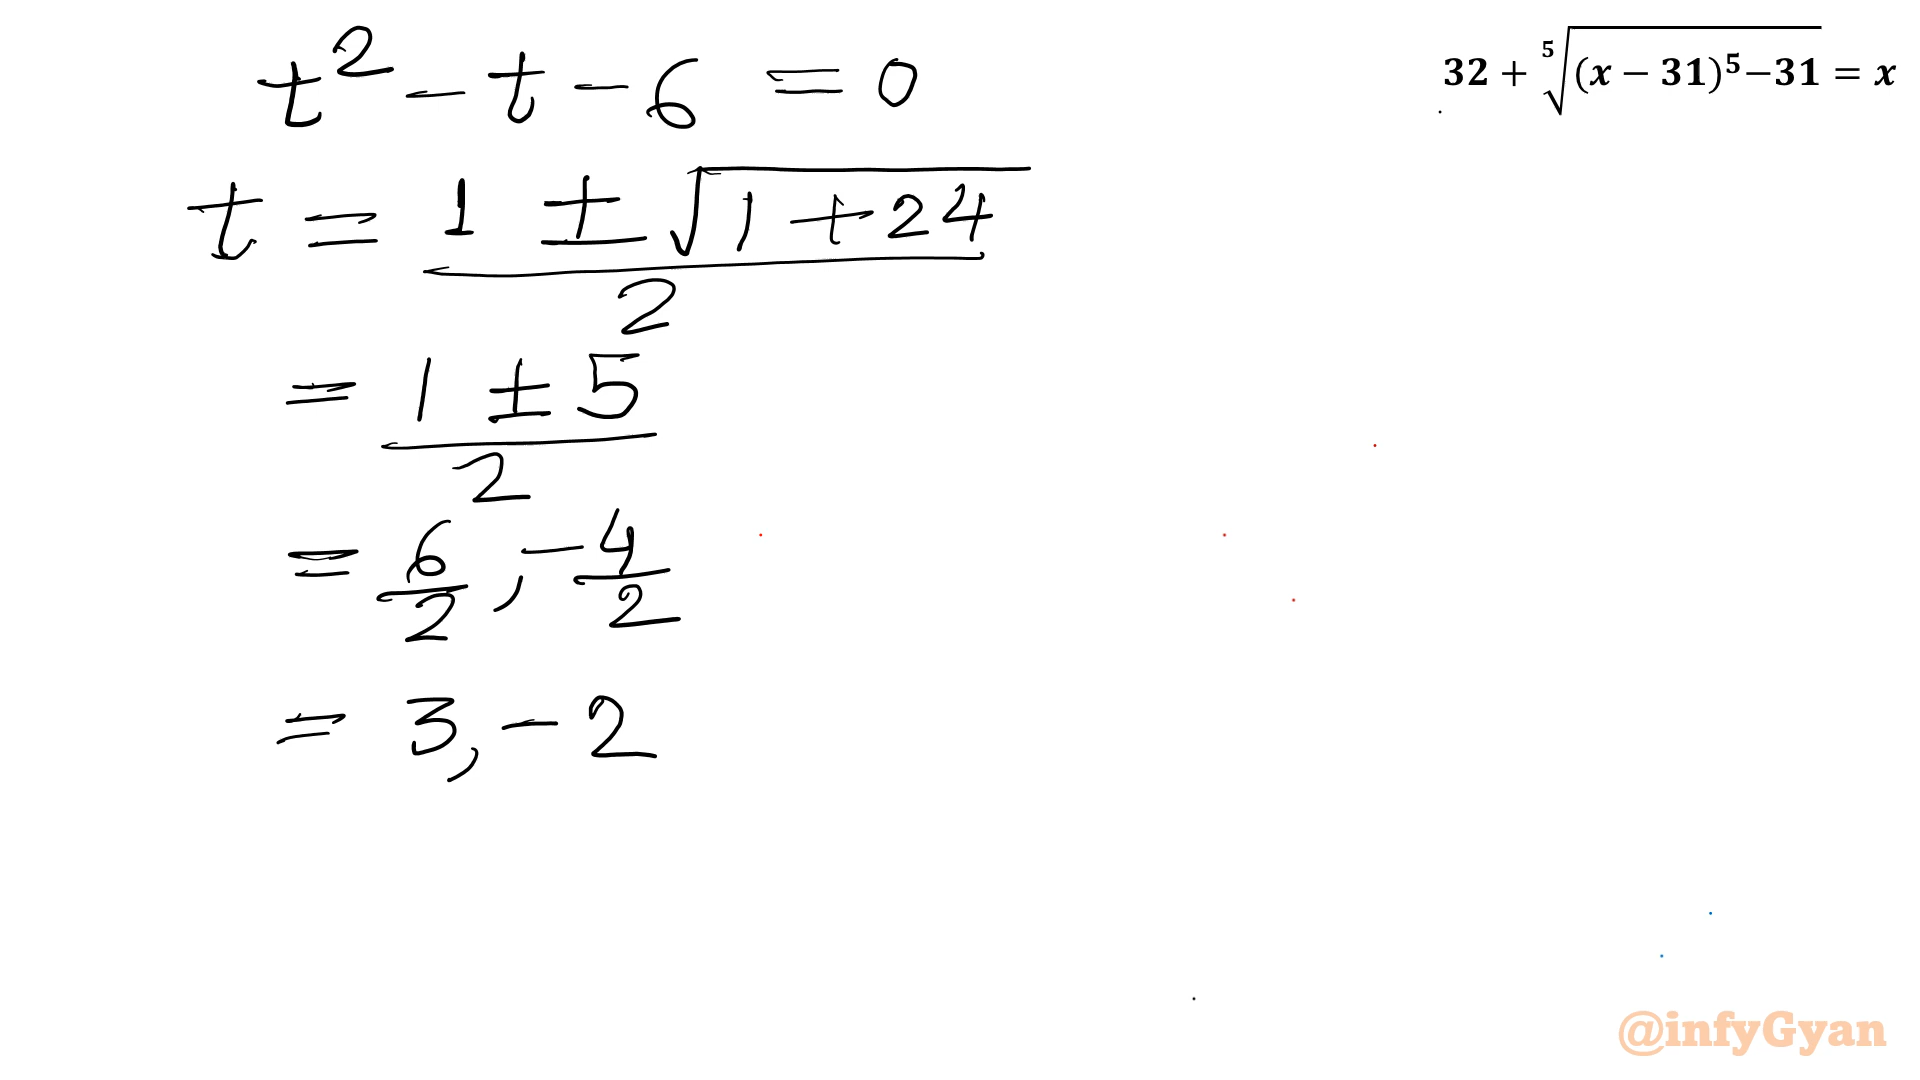 t² - t - 6 = 0
32 + ⁵√((x - 31)⁵-31) = x
t = (1 ± √(1 + 24))/2
= (1 ± 5)/2
= 6/2, -4/2
= 3, -2
@infyGyan